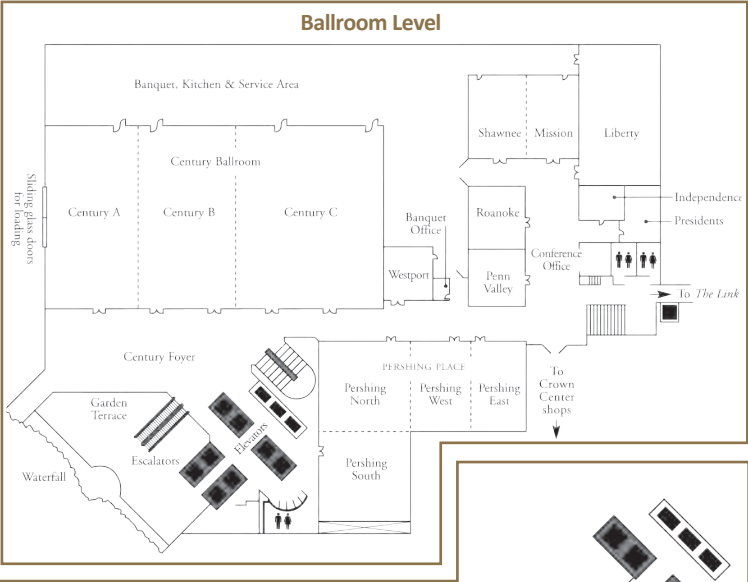 Ballroom Level
Banquet, Kitchen & Service Area
Shawnee
Mission
Liberty
Century Ballroom
Sliding glass doors
for loading
Century A
Century B
Century C
Independence
Presidents
Roanoke
Banquet
Office
Conference
Office
Westport
Penn
Valley
To The Link
Century Foyer
PERSHING PLACE
Pershing
North
Pershing
West
Pershing
East
To
Crown
Center
shops
Garden
Terrace
Elevators
Escalators
Waterfall
Pershing
South